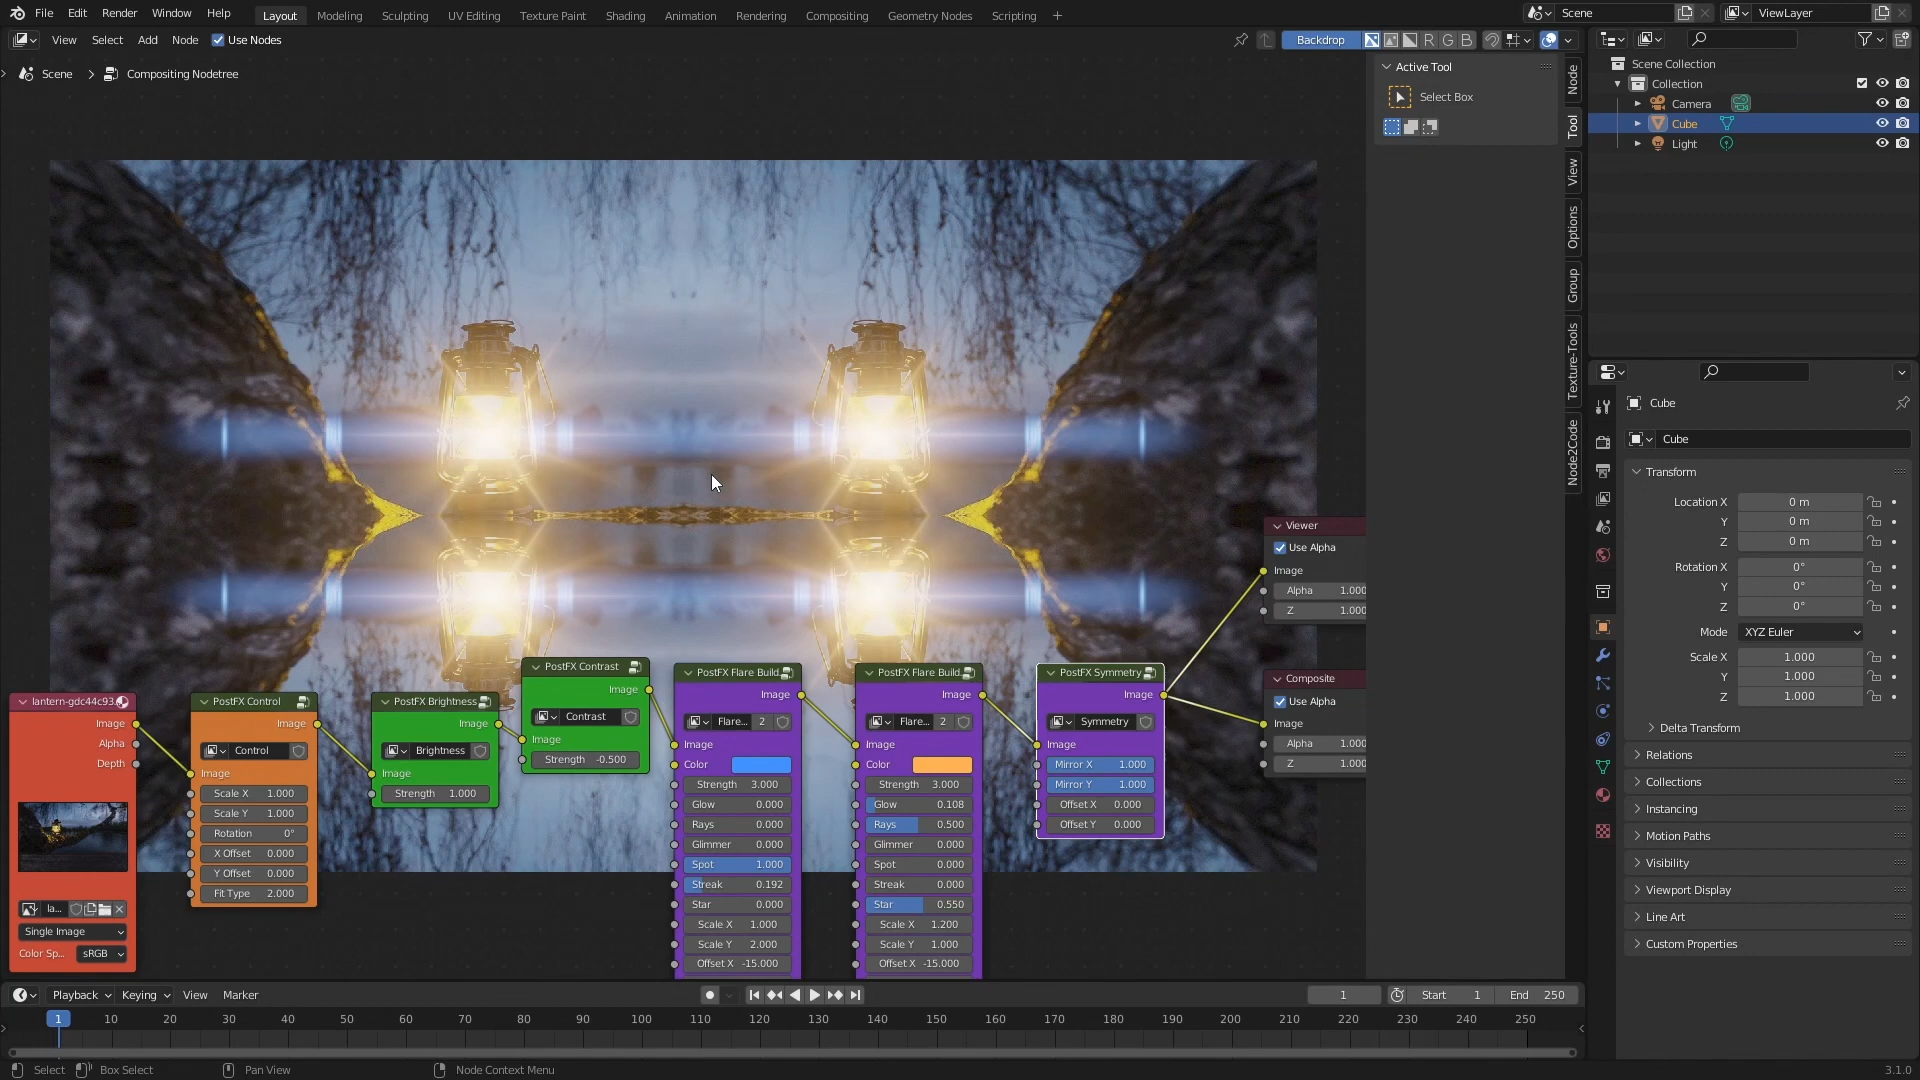 File Edit Render Window Help Layout Modeling Sculpting UV Editing Texture Paint Shading Animation Rendering Compositing Geometry Nodes Scripting + Scene ViewLayer
View Select Add Node Use Nodes Backdrop R G B
Scene > Compositing Nodetree
Active Tool
Select Box
Node
Tool
View
Options
Group
Texture-Tools
Node2Code
Scene Collection
Collection
Camera
Cube
Light
Cube
Cube
Transform
Location X 0 m
Y 0 m
Z 0 m
Rotation X 0°
Y 0°
Z 0°
Mode XYZ Euler
Scale X 1.000
Y 1.000
Z 1.000
Delta Transform
Relations
Collections
Instancing
Motion Paths
Visibility
Viewport Display
Line Art
Custom Properties
lantern-gdc44c93.
Image
Alpha
Depth
la...
Single Image
Color Sp... sRGB
PostFX Control
Image
Control
Image
Scale X 1.000
Scale Y 1.000
Rotation 0°
X Offset 0.000
Y Offset 0.000
Fit Type 2.000
PostFX Brightness
Image
Brightness
Image
Strength 1.000
PostFX Contrast
Image
Contrast
Image
Strength -0.500
PostFX Flare Build
Image
Flare... 2
Image
Color
Strength 3.000
Glow 0.000
Rays 0.000
Glimmer 0.000
Spot 1.000
Streak 0.192
Star 0.000
Scale X 1.000
Scale Y 2.000
Offset X -15.000
PostFX Flare Build
Image
Flare... 2
Image
Color
Strength 3.000
Glow 0.108
Rays 0.500
Glimmer 0.000
Spot 0.000
Streak 0.000
Star 0.550
Scale X 1.200
Scale Y 1.000
Offset X -15.000
PostFX Symmetry
Image
Symmetry
Image
Mirror X 1.000
Mirror Y 1.000
Offset X 0.000
Offset Y 0.000
Viewer
Use Alpha
Image
Alpha 1.000
Z 1.000
Composite
Use Alpha
Image
Alpha 1.000
Z 1.000
Playback Keying View Marker 1 Start 1 End 250
1 10 20 30 40 50 60 70 80 90 100 110 120 130 140 150 160 170 180 190 200 210 220 230 240 250
Select Box Select Pan View Node Context Menu 3.1.0